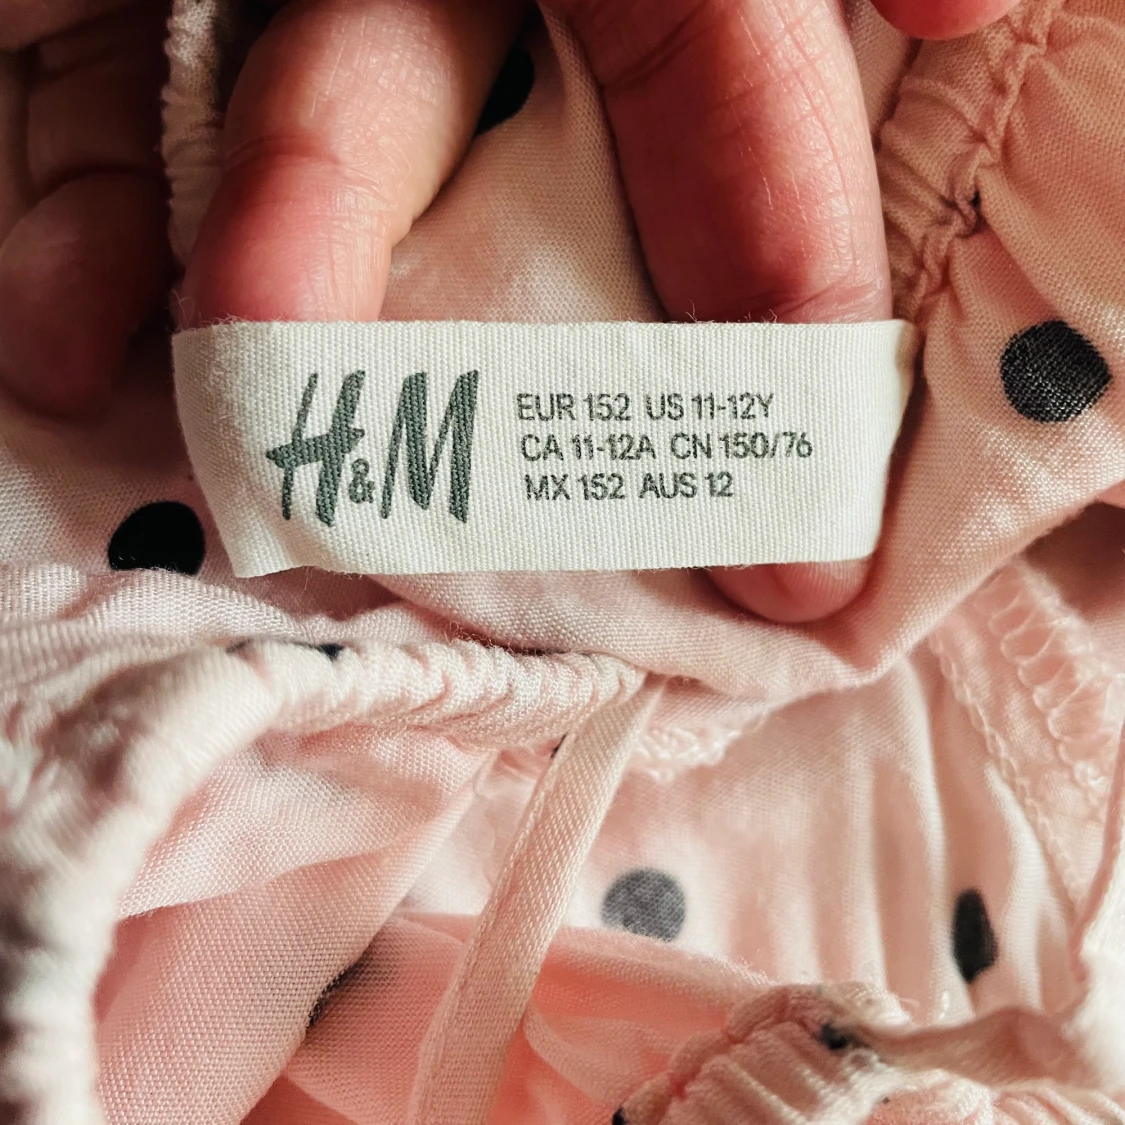 H&M
EUR 152 US 11-12Y
CA 11-12A CN 150/76
MX 152 AUS 12